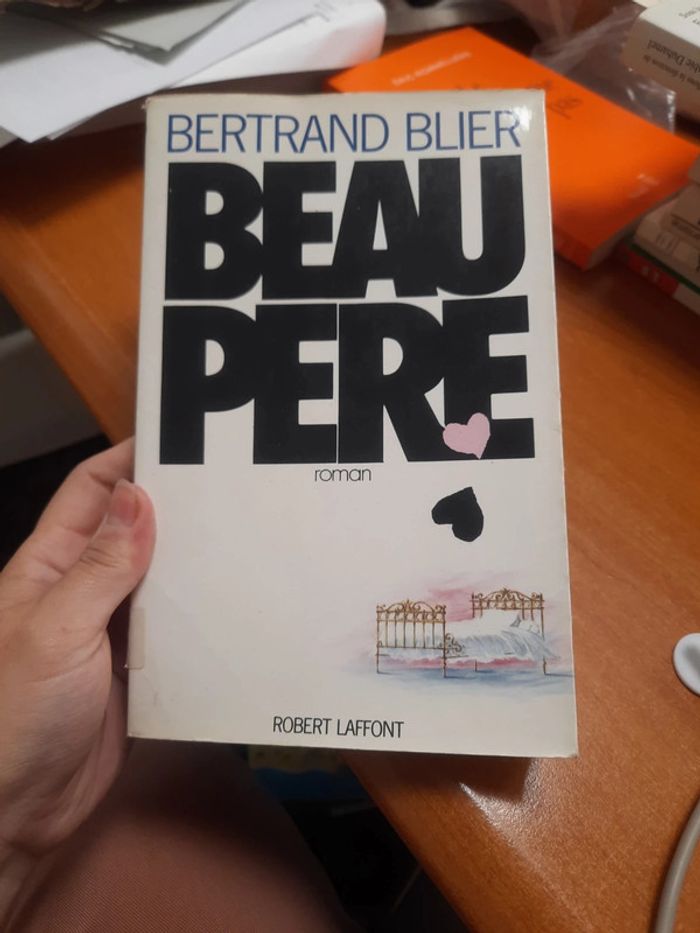 BERTRAND BLIER
BEAU
PERE
roman
ROBERT LAFFONT